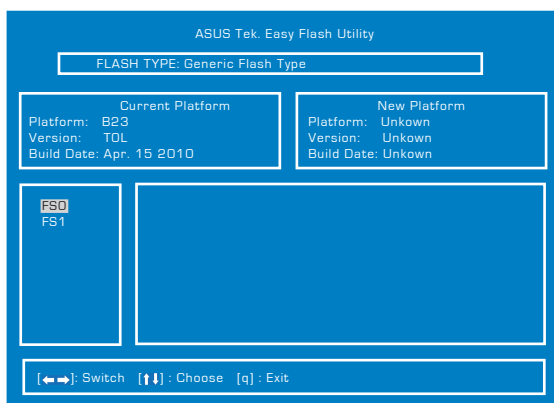 ASUS Tek. Easy Flash Utility
FLASH TYPE: Generic Flash Type
Current Platform
Platform: B23
Version: TOL
Build Date: Apr. 15 2010
New Platform
Platform: Unkown
Version: Unkown
Build Date: Unkown
FS0
FS1
[←→]: Switch [↑↓] : Choose [q] : Exit